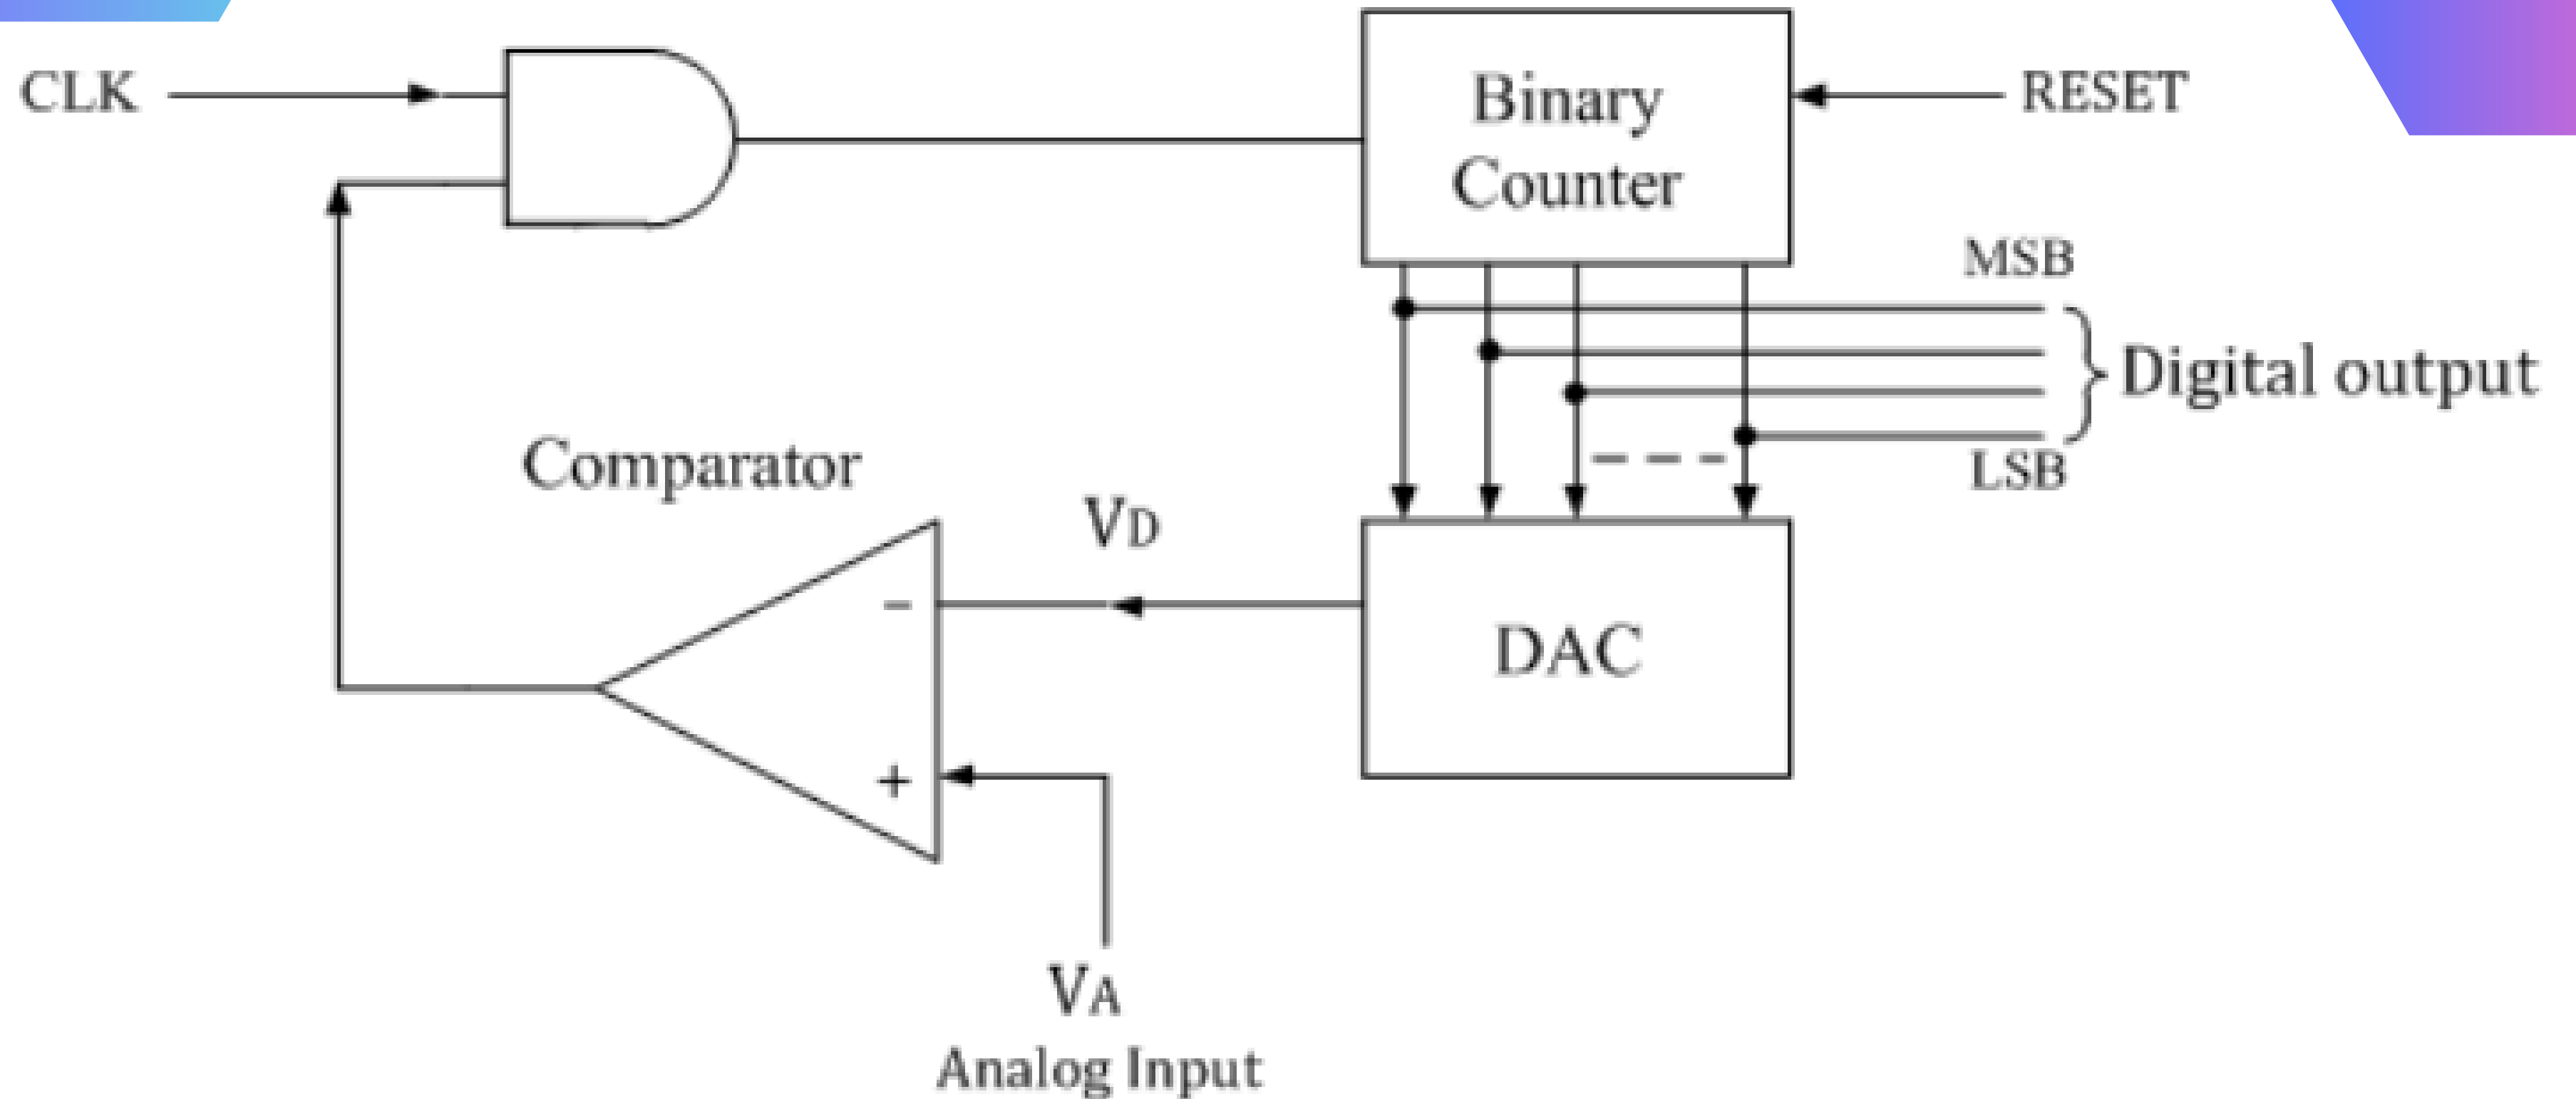 CLK
Binary
Counter
RESET
MSB
Digital output
LSB
Comparator
VD
−
DAC
+
VA
Analog Input